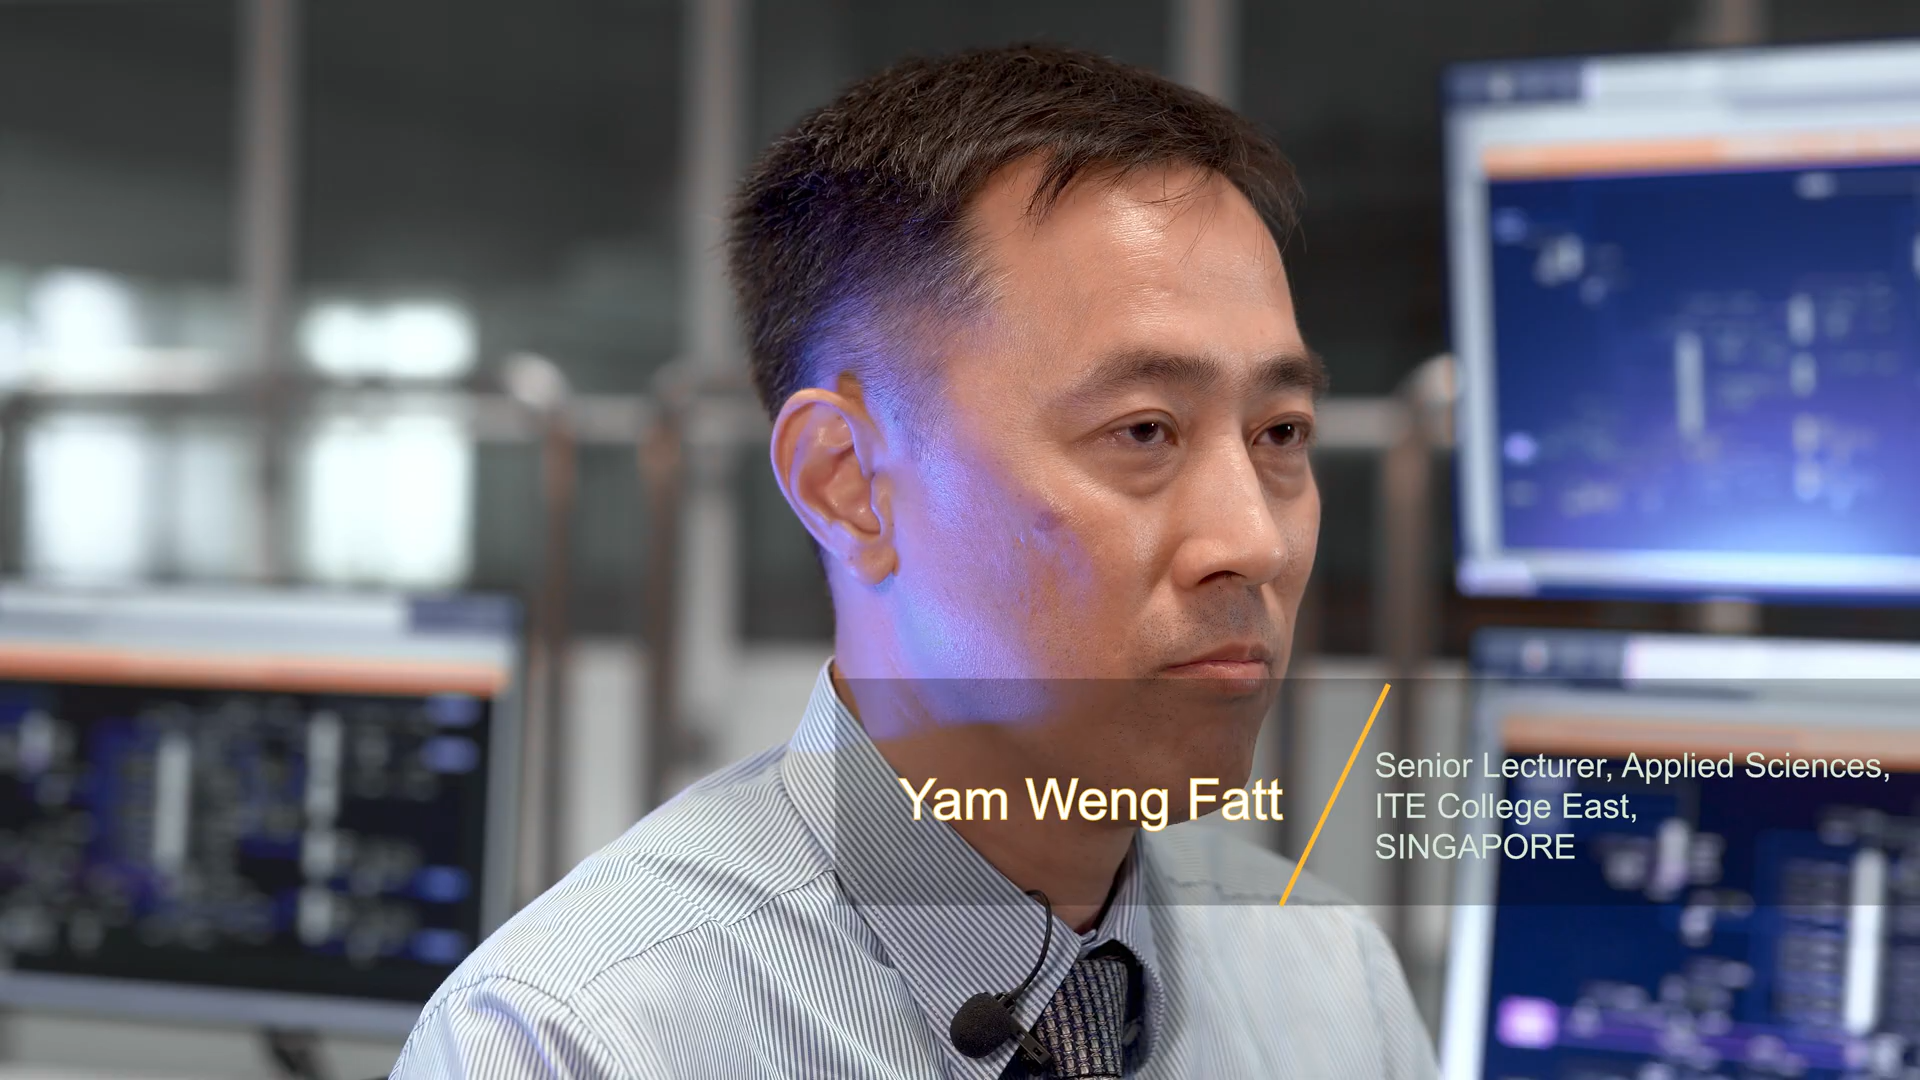 Yam Weng Fatt
Senior Lecturer, Applied Sciences,
ITE College East,
SINGAPORE